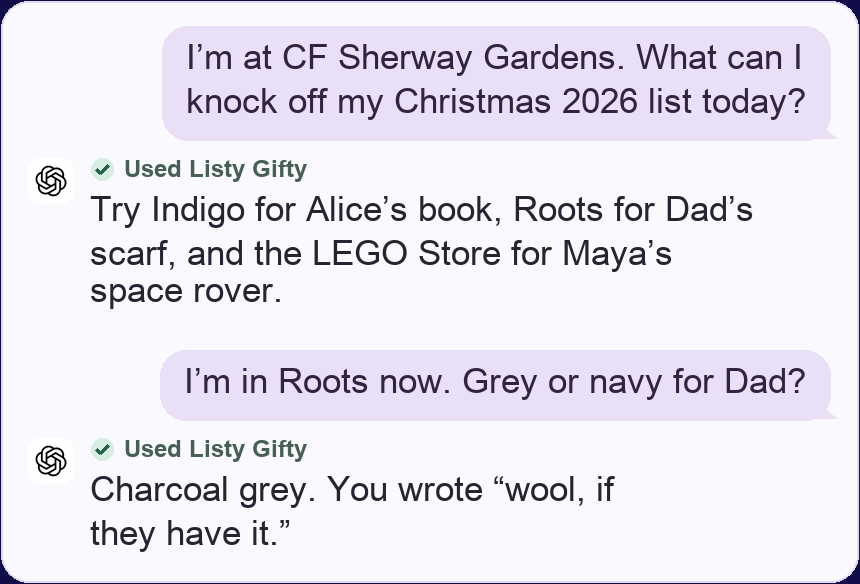 I’m at CF Sherway Gardens. What can I
knock off my Christmas 2026 list today?
Used Listy Gifty
Try Indigo for Alice’s book, Roots for Dad’s
scarf, and the LEGO Store for Maya’s
space rover.
I’m in Roots now. Grey or navy for Dad?
Used Listy Gifty
Charcoal grey. You wrote “wool, if
they have it.”